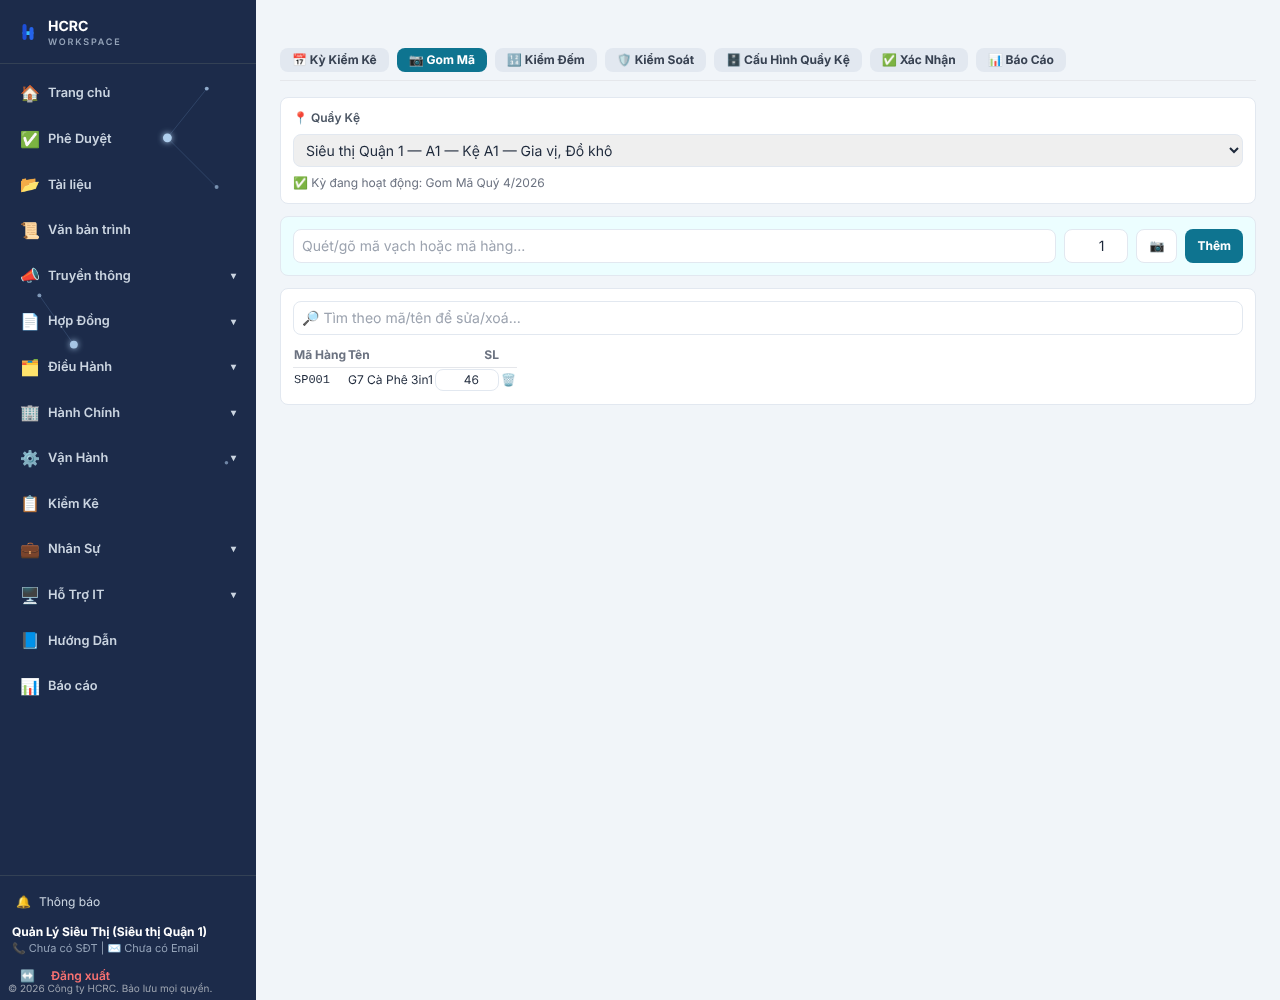 HCRC
WORKSPACE
Trang chủ
Phê Duyệt
Tài liệu
Văn bản trình
Truyền thông
Hợp Đồng
Điều Hành
Hành Chính
Vận Hành
Kiểm Kê
Nhân Sự
Hỗ Trợ IT
Hướng Dẫn
Báo cáo
Thông báo
Quản Lý Siêu Thị (Siêu thị Quận 1)
Chưa có SĐT | Chưa có Email
Đăng xuất
© 2026 Công ty HCRC. Bảo lưu mọi quyền.
Kỳ Kiểm Kê Gom Mã Kiểm Đếm Kiểm Soát Cấu Hình Quầy Kệ Xác Nhận Báo Cáo
Quầy Kệ
Siêu thị Quận 1 — A1 — Kệ A1 — Gia vị, Đồ khô
Kỳ đang hoạt động: Gom Mã Quý 4/2026
Quét/gõ mã vạch hoặc mã hàng... 1 Thêm
Tìm theo mã/tên để sửa/xoá...
Mã Hàng Tên SL
SP001 G7 Cà Phê 3in1 46